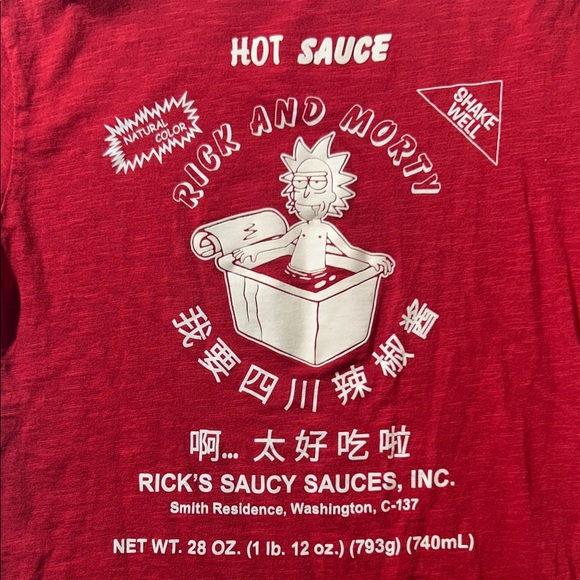 HOT SAUCE
NATURAL
COLOR
SHAKE
WELL
RICK AND MORTY
我要四川辣椒酱
啊... 太好吃啦
RICK'S SAUCY SAUCES, INC.
Smith Residence, Washington, C-137
NET WT. 28 OZ. (1 lb. 12 oz.) (793g) (740mL)